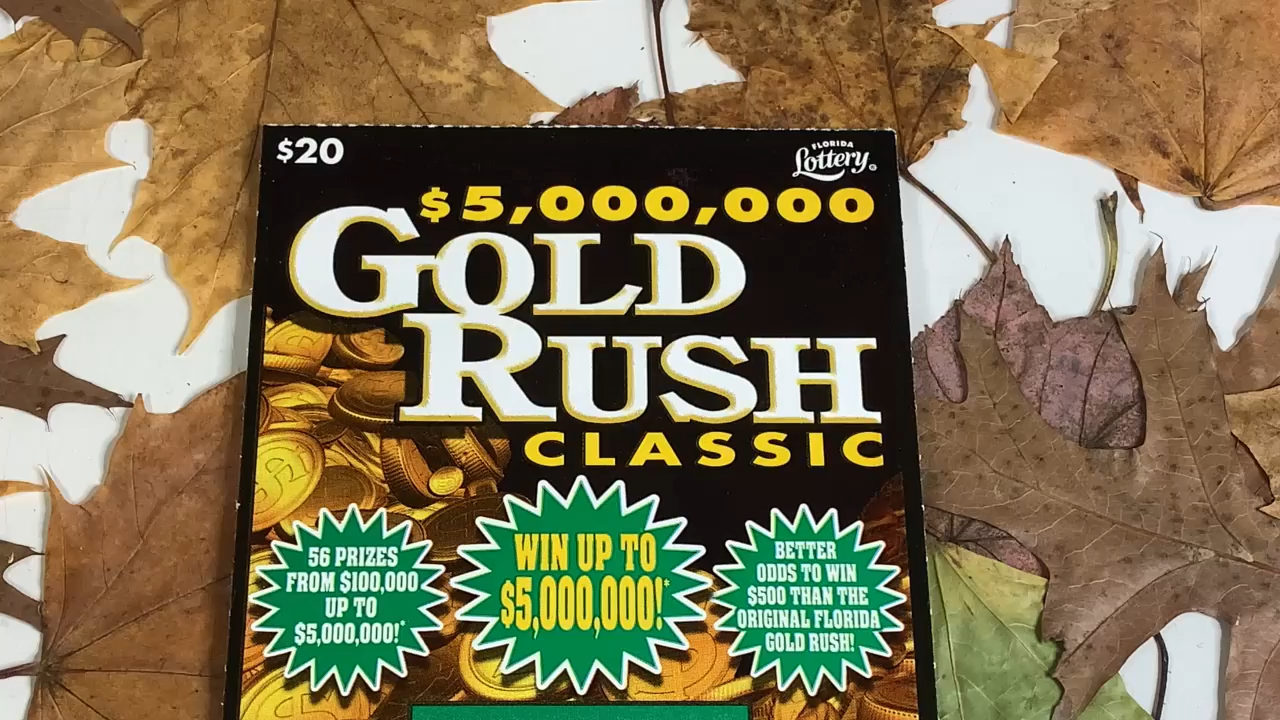 $20
FLORIDA
Lottery
$5,000,000
GOLD
RUSH
CLASSIC
56 PRIZES
FROM $100,000
UP TO
$5,000,000!*
WIN UP TO
$5,000,000!*
BETTER
ODDS TO WIN
$500 THAN THE
ORIGINAL FLORIDA
GOLD RUSH!